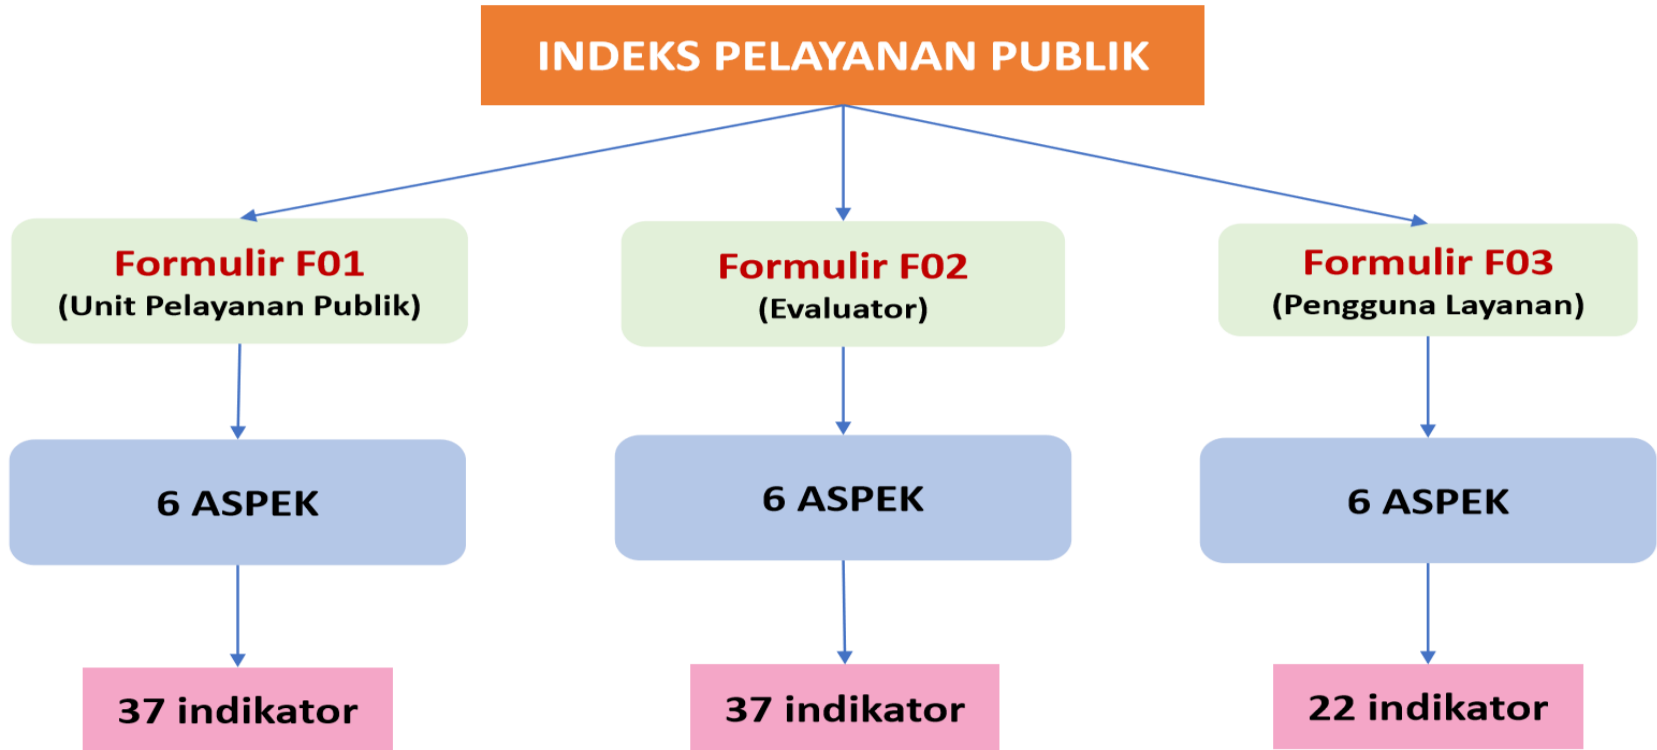 INDEKS PELAYANAN PUBLIK
Formulir F01
(Unit Pelayanan Publik)
Formulir F02
(Evaluator)
Formulir F03
(Pengguna Layanan)
6 ASPEK
6 ASPEK
6 ASPEK
37 indikator
37 indikator
22 indikator